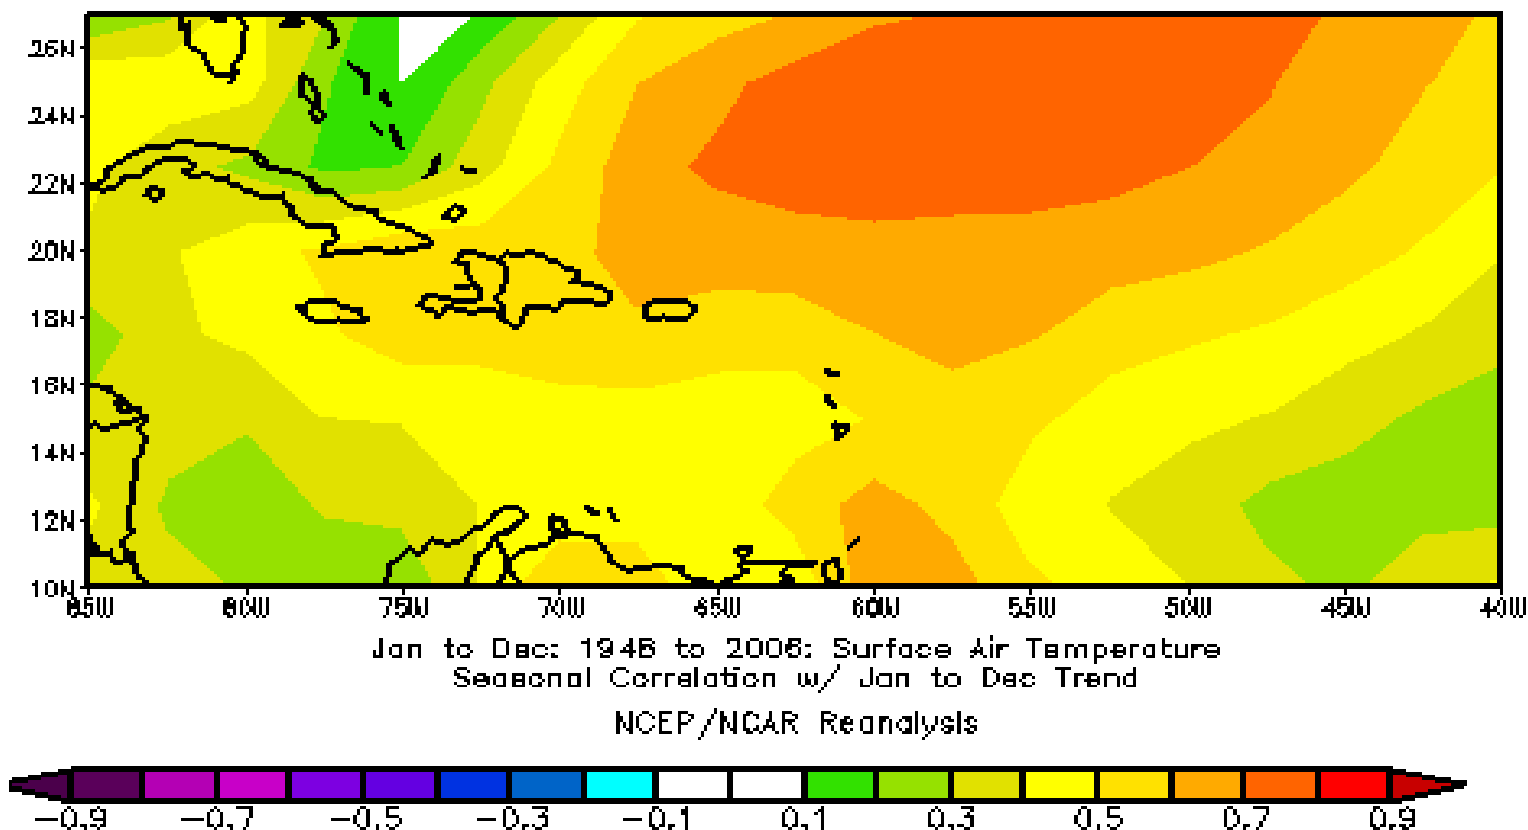 26N
24N
22N
20N
18N
16N
14N
12N
10N
85W 80W 75W 70W 65W 60W 55W 50W 45W 40W
Jan to Dec: 1948 to 2006: Surface Air Temperature
Seasonal Correlation w/ Jan to Dec Trend
NCEP/NCAR Reanalysis
-0.9 -0.7 -0.5 -0.3 -0.1 0.1 0.3 0.5 0.7 0.9